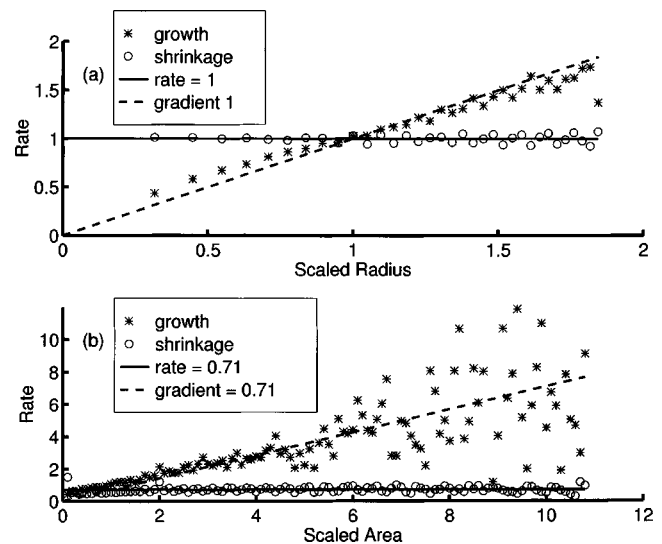 2
1.5
1
0.5
0
Rate
(a)
growth
shrinkage
rate = 1
gradient 1
0 0.5 1 1.5 2
Scaled Radius
10
8
6
4
2
0
Rate
(b)
growth
shrinkage
rate = 0.71
gradient = 0.71
0 2 4 6 8 10 12
Scaled Area